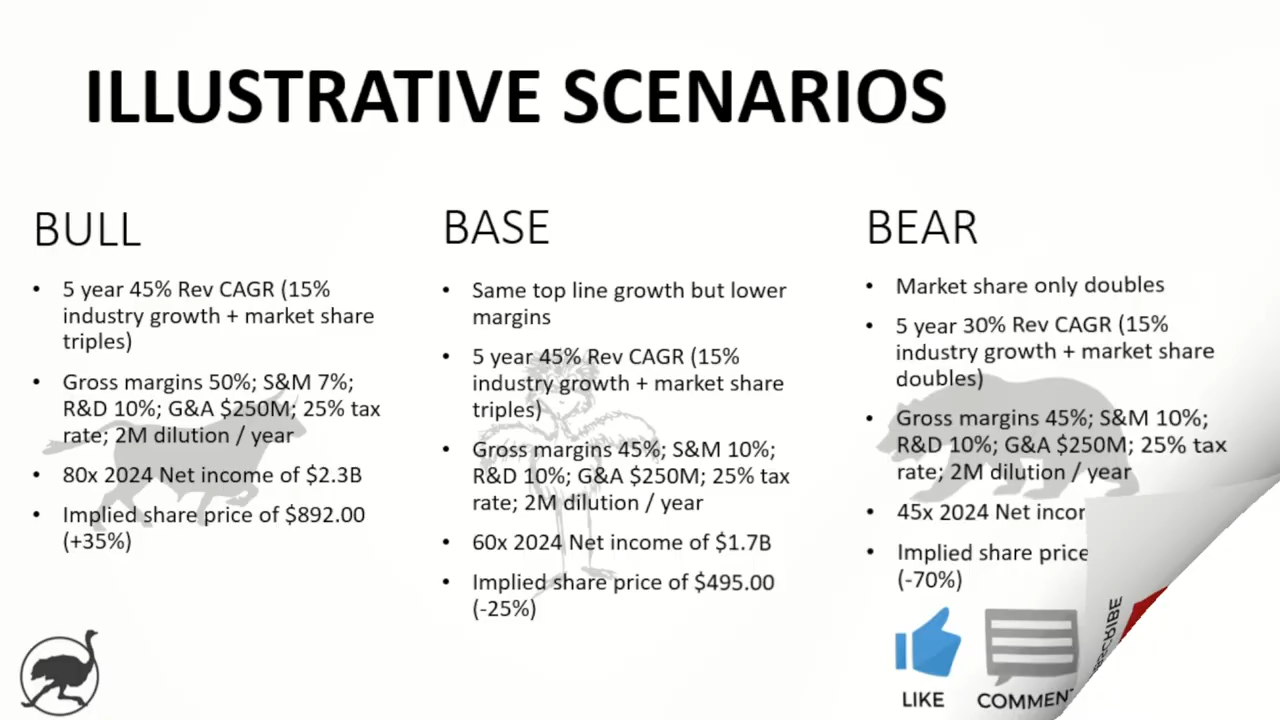 ILLUSTRATIVE SCENARIOS
BULL
• 5 year 45% Rev CAGR (15%
industry growth + market share
triples)
• Gross margins 50%; S&M 7%;
R&D 10%; G&A $250M; 25% tax
rate; 2M dilution / year
• 80x 2024 Net income of $2.3B
• Implied share price of $892.00
(+35%)
BASE
• Same top line growth but lower
margins
• 5 year 45% Rev CAGR (15%
industry growth + market share
triples)
• Gross margins 45%; S&M 10%;
R&D 10%; G&A $250M; 25% tax
rate; 2M dilution / year
• 60x 2024 Net income of $1.7B
• Implied share price of $495.00
(-25%)
BEAR
• Market share only doubles
• 5 year 30% Rev CAGR (15%
industry growth + market share
doubles)
• Gross margins 45%; S&M 10%;
R&D 10%; G&A $250M; 25% tax
rate; 2M dilution / year
• 45x 2024 Net
• Implied share price
(-70%)
LIKE